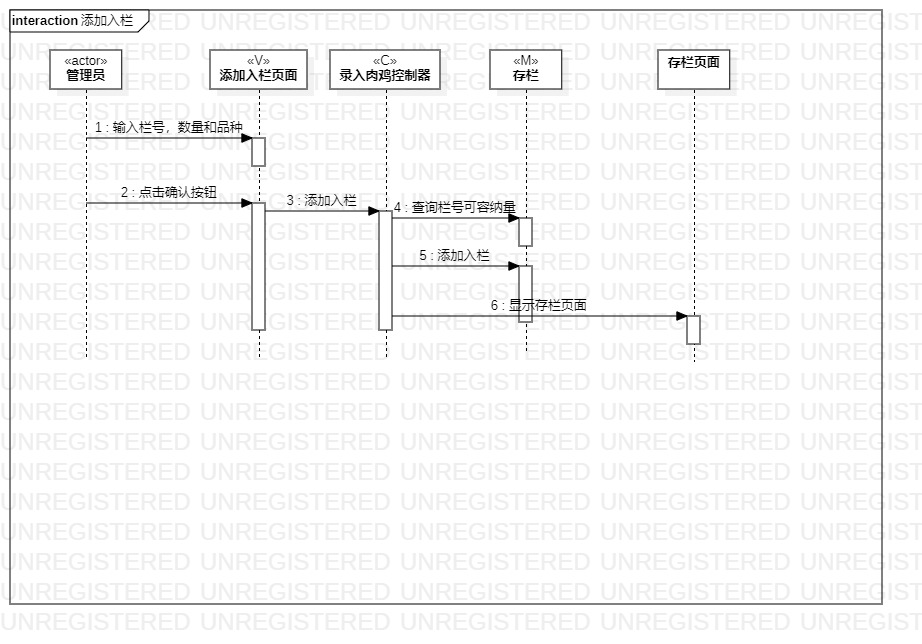 interaction 添加入栏
«actor»
管理员
«V»
添加入栏页面
«C»
录入肉鸡控制器
«M»
存栏
存栏页面
1 : 输入栏号，数量和品种
2 : 点击确认按钮
3 : 添加入栏
4 : 查询栏号可容纳量
5 : 添加入栏
6 : 显示存栏页面
UNREGISTERED UNREGISTERED UNREGISTERED UNREGISTERED UNREGISTERED